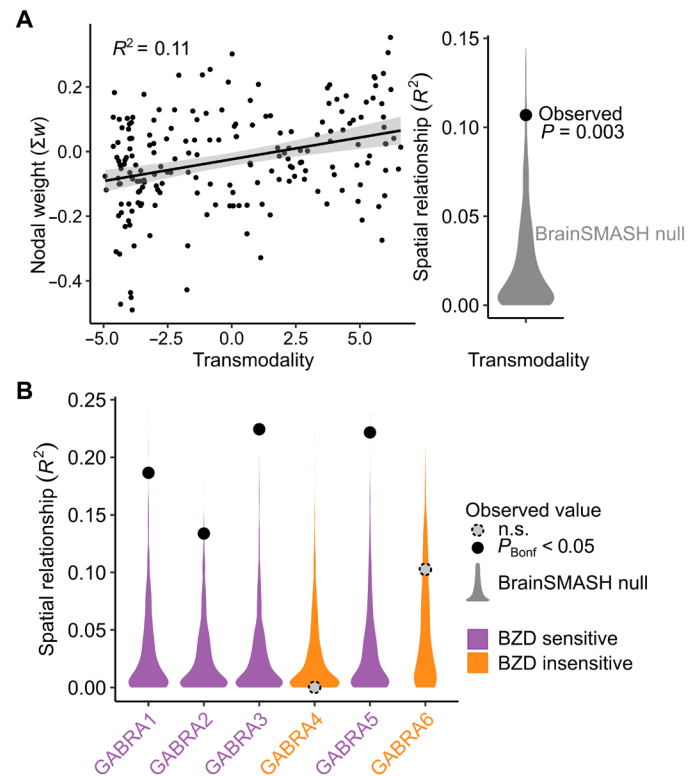 A
R² = 0.11
Nodal weight (Σw)
0.2
0.0
−0.2
−0.4
−5.0
−2.5
0.0
2.5
5.0
Transmodality
Spatial relationship (R²)
0.15
0.10
0.05
0.00
Observed
P = 0.003
BrainSMASH null
Transmodality
B
Spatial relationship (R²)
0.25
0.20
0.15
0.10
0.05
0.00
GABRA1
GABRA2
GABRA3
GABRA4
GABRA5
GABRA6
Observed value
n.s.
P_Bonf < 0.05
BrainSMASH null
BZD sensitive
BZD insensitive